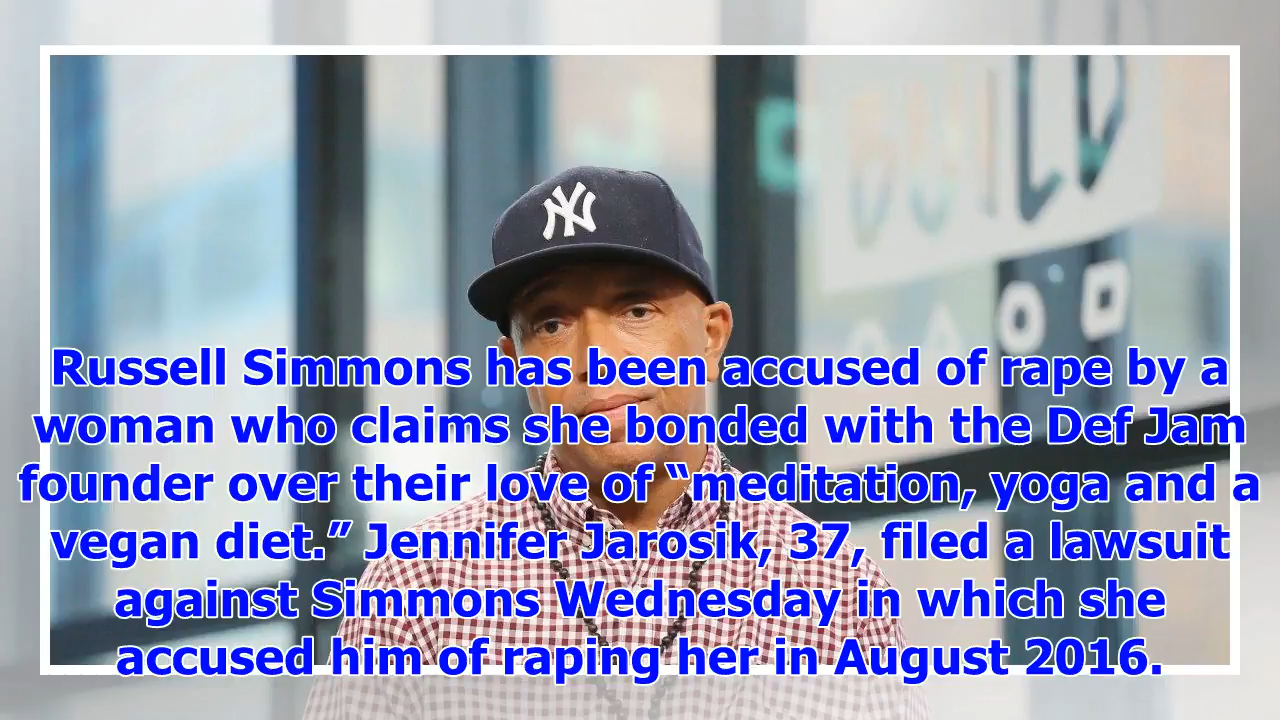 NY
BUILD
Russell Simmons has been accused of rape by a
woman who claims she bonded with the Def Jam
founder over their love of “meditation, yoga and a
vegan diet.” Jennifer Jarosik, 37, filed a lawsuit
against Simmons Wednesday in which she
accused him of raping her in August 2016.